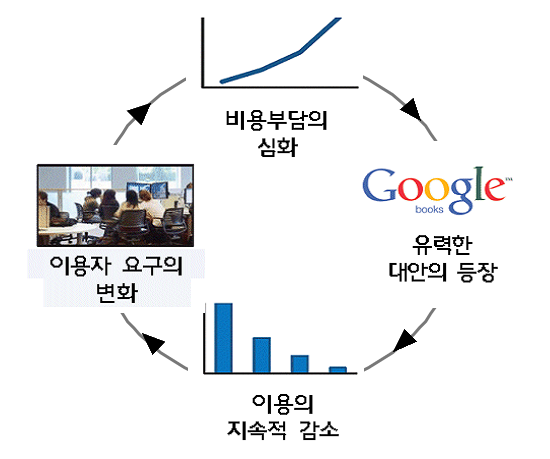 비용부담의
심화
Google™
books
유력한
대안의 등장
이용자 요구의
변화
이용의
지속적 감소